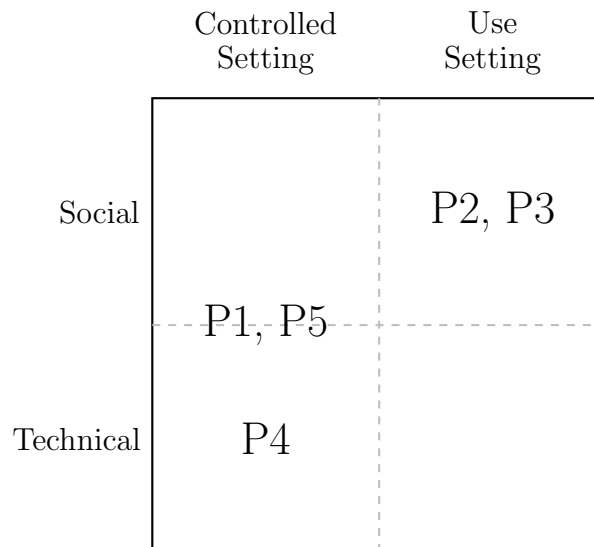 Controlled
Setting
Use
Setting
Social
P2, P3
P1, P5
Technical
P4